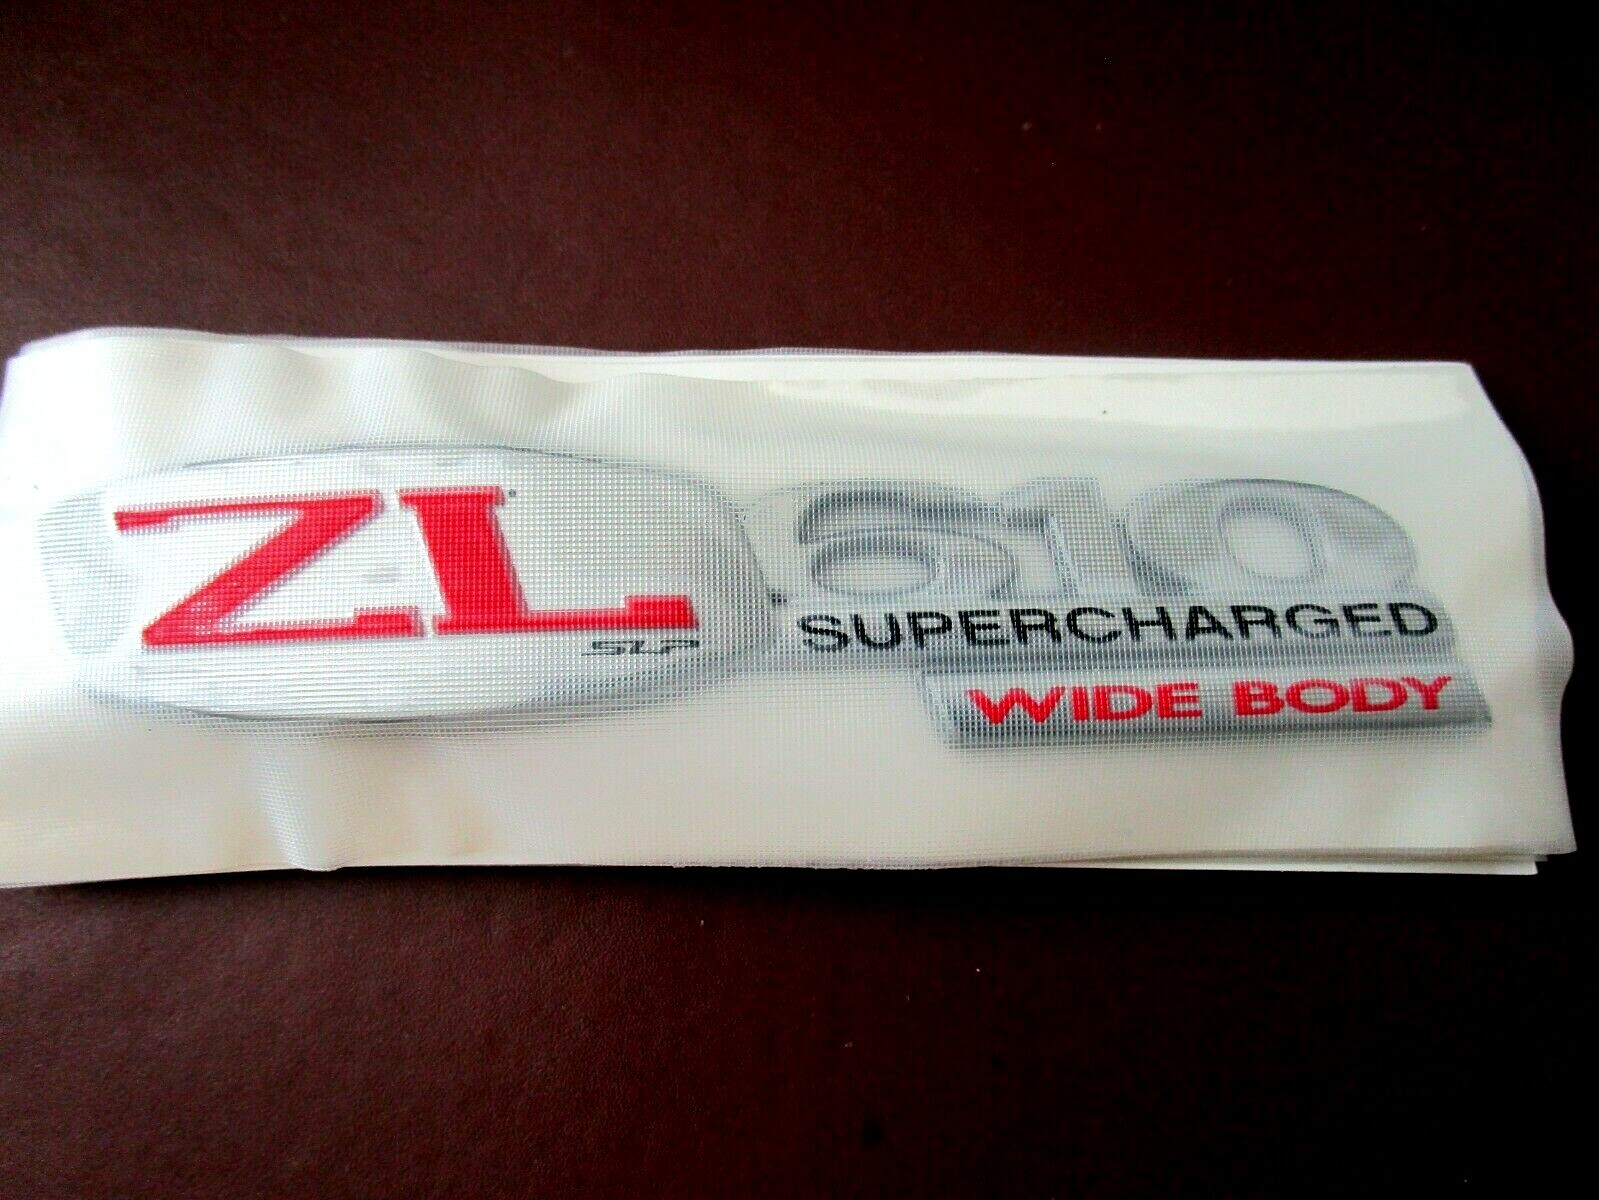 ZL 610
SLP
SUPERCHARGED
WIDE BODY